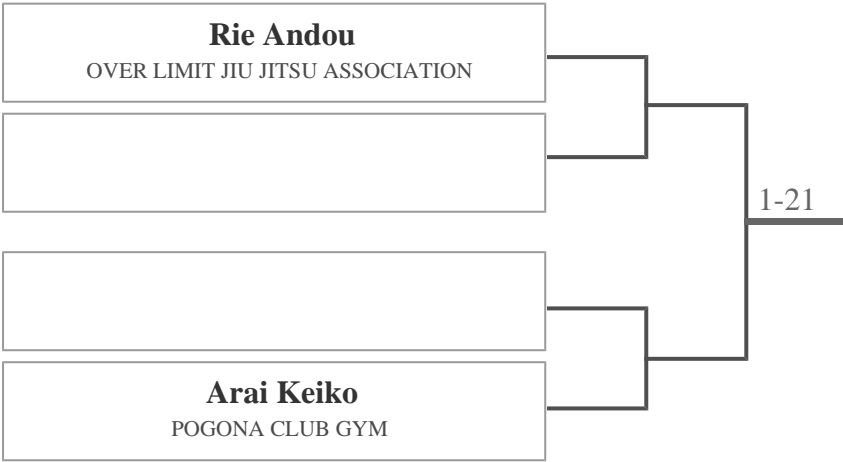 Rie Andou
OVER LIMIT JIU JITSU ASSOCIATION
1-21
Arai Keiko
POGONA CLUB GYM